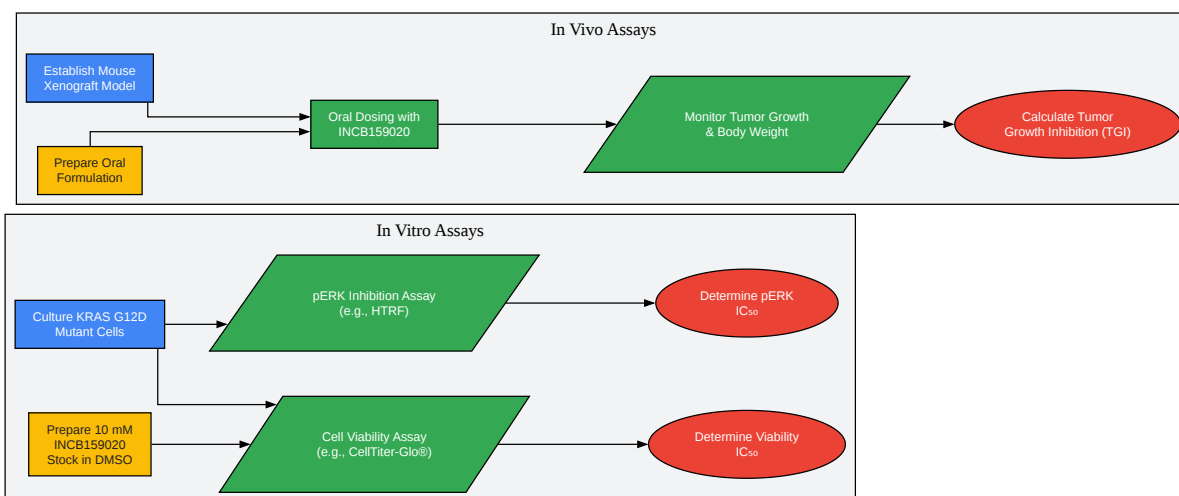 In Vivo Assays
Establish Mouse
Xenograft Model
Oral Dosing with
INCB159020
Monitor Tumor Growth
& Body Weight
Calculate Tumor
Growth Inhibition (TGI)
Prepare Oral
Formulation
In Vitro Assays
pERK Inhibition Assay
(e.g., HTRF)
Determine pERK
IC₅₀
Culture KRAS G12D
Mutant Cells
Prepare 10 mM
INCB159020
Stock in DMSO
Cell Viability Assay
(e.g., CellTiter-Glo®)
Determine Viability
IC₅₀